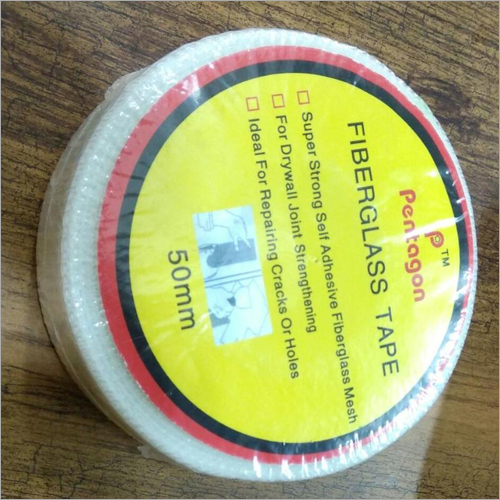 P™
Pentagon
FIBERGLASS TAPE
Super Strong Self Adhesive Fiberglass Mesh
For Drywall Joint Strengthening
Ideal For Repairing Cracks Or Holes
50mm